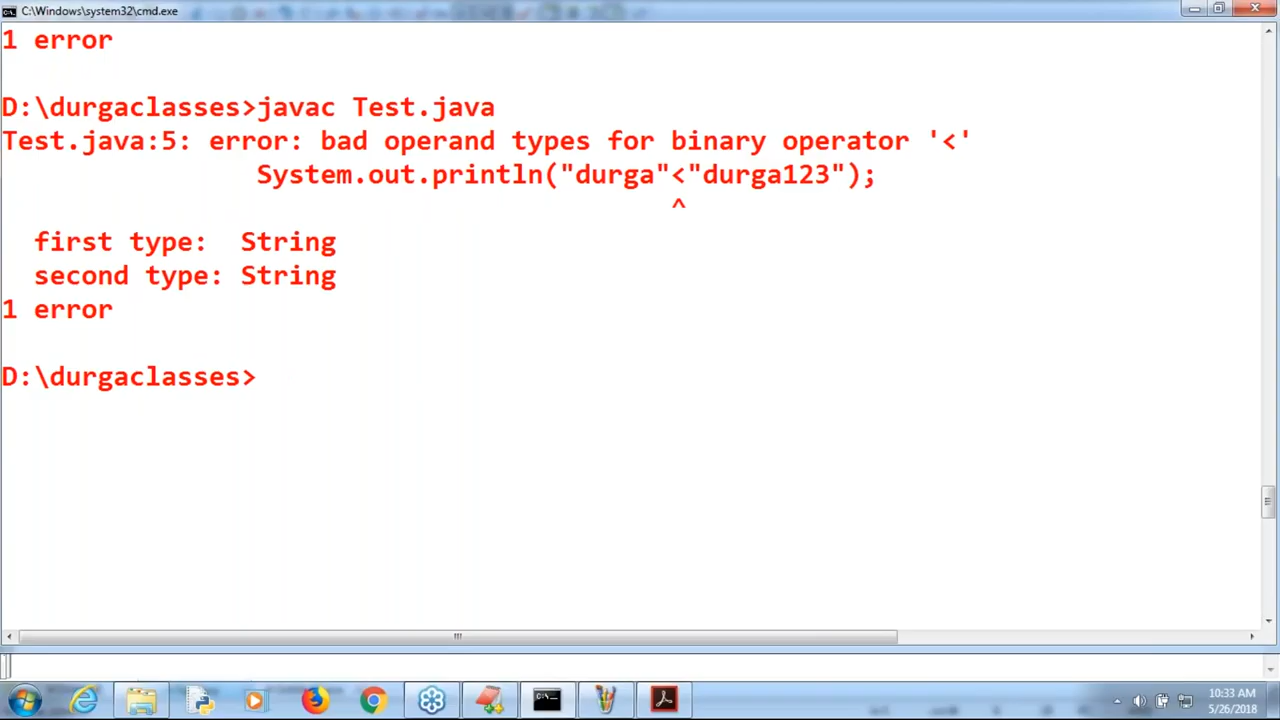 C:\Windows\system32\cmd.exe
1 error
D:\durgaclasses>javac Test.java
Test.java:5: error: bad operand types for binary operator '<'
System.out.println("durga"<"durga123");
^
first type: String
second type: String
1 error
D:\durgaclasses>
10:33 AM
5/26/2018